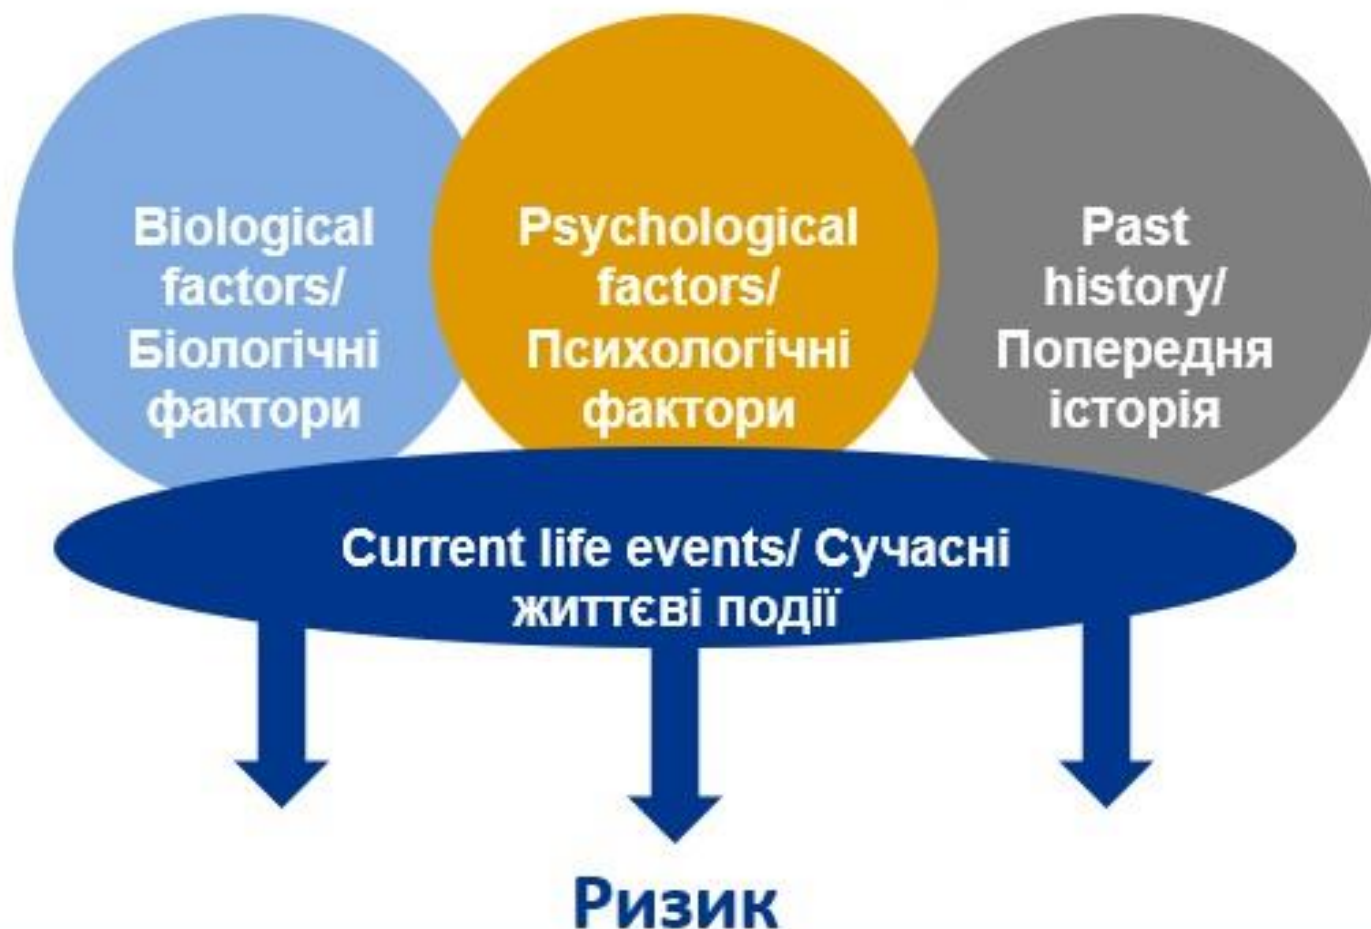 Biological
factors/
Біологічні
фактори
Psychological
factors/
Психологічні
фактори
Past
history/
Попередня
історія
Current life events/ Сучасні
життєві події
Ризик